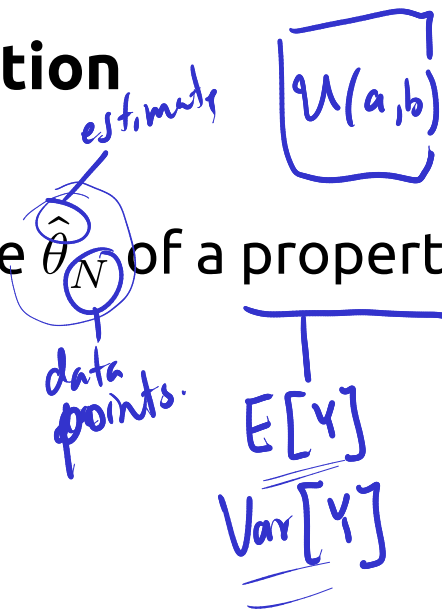 tion
estimate
U(a,b)
e θ̂_N of a propert
data
points.
E[Y]
Var[Y]